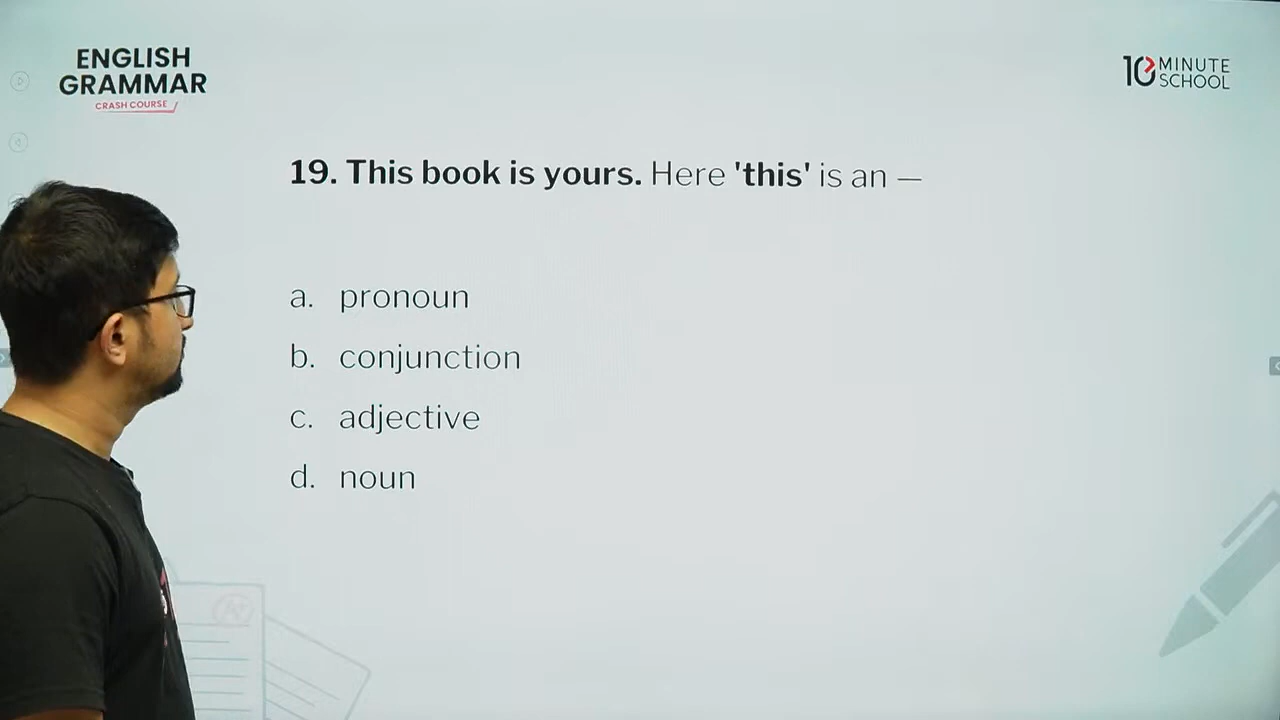 ENGLISH
GRAMMAR
CRASH COURSE
10 MINUTE
SCHOOL
19. This book is yours. Here 'this' is an —
a. pronoun
b. conjunction
c. adjective
d. noun
A+